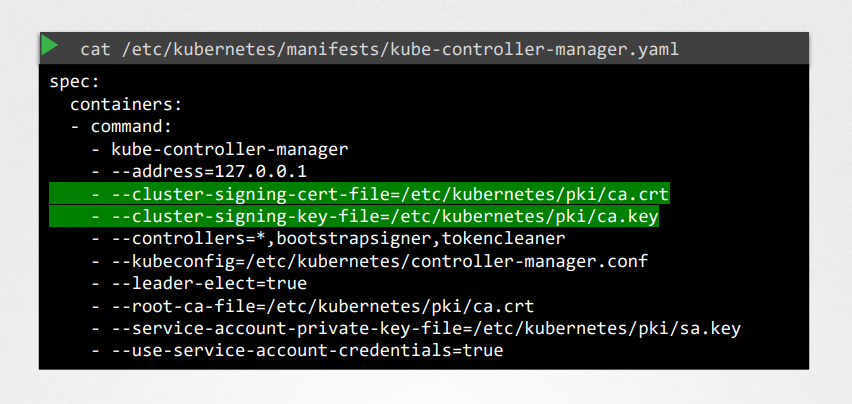 cat /etc/kubernetes/manifests/kube-controller-manager.yaml
spec:
  containers:
  - command:
    - kube-controller-manager
    - --address=127.0.0.1
    - --cluster-signing-cert-file=/etc/kubernetes/pki/ca.crt
    - --cluster-signing-key-file=/etc/kubernetes/pki/ca.key
    - --controllers=*,bootstrapsigner,tokencleaner
    - --kubeconfig=/etc/kubernetes/controller-manager.conf
    - --leader-elect=true
    - --root-ca-file=/etc/kubernetes/pki/ca.crt
    - --service-account-private-key-file=/etc/kubernetes/pki/sa.key
    - --use-service-account-credentials=true